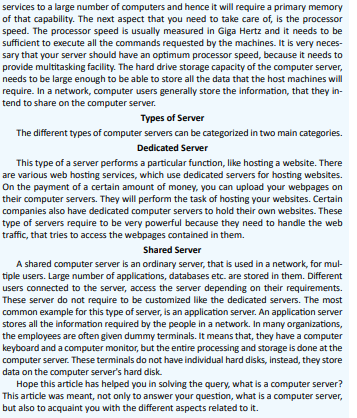 services to a large number of computers and hence it will require a primary memory
of that capability. The next aspect that you need to take care of, is the processor
speed. The processor speed is usually measured in Giga Hertz and it needs to be
sufficient to execute all the commands requested by the machines. It is very neces-
sary that your server should have an optimum processor speed, because it needs to
provide multitasking facility. The hard drive storage capacity of the computer server,
needs to be large enough to be able to store all the data that the host machines will
require. In a network, computer users generally store the information, that they in-
tend to share on the computer server.
Types of Server
The different types of computer servers can be categorized in two main categories.
Dedicated Server
This type of a server performs a particular function, like hosting a website. There
are various web hosting services, which use dedicated servers for hosting websites.
On the payment of a certain amount of money, you can upload your webpages on
their computer servers. They will perform the task of hosting your websites. Certain
companies also have dedicated computer servers to hold their own websites. These
type of servers require to be very powerful because they need to handle the web
traffic, that tries to access the webpages contained in them.
Shared Server
A shared computer server is an ordinary server, that is used in a network, for mul-
tiple users. Large number of applications, databases etc. are stored in them. Different
users connected to the server, access the server depending on their requirements.
These server do not require to be customized like the dedicated servers. The most
common example for this type of server, is an application server. An application server
stores all the information required by the people in a network. In many organizations,
the employees are often given dummy terminals. It means that, they have a computer
keyboard and a computer monitor, but the entire processing and storage is done at the
computer server. These terminals do not have individual hard disks, instead, they store
data on the computer server's hard disk.
Hope this article has helped you in solving the query, what is a computer server?
This article was meant, not only to answer your question, what is a computer server,
but also to acquaint you with the different aspects related to it.